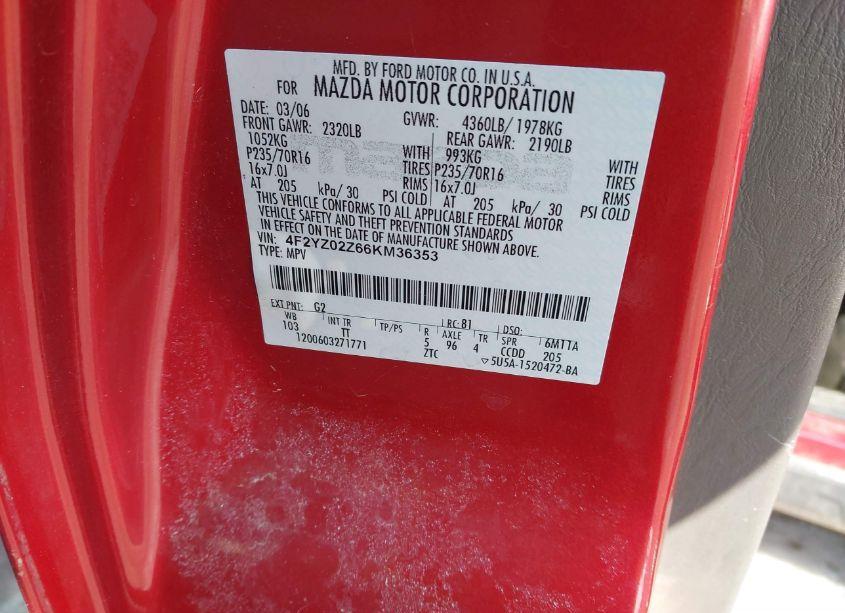 MFD. BY FORD MOTOR CO. IN U.S.A.
FOR MAZDA MOTOR CORPORATION
DATE: 03/06 GVWR: 4360LB/ 1978KG
FRONT GAWR: 2320LB REAR GAWR: 2190LB
1052KG WITH 993KG WITH
P235/70R16 TIRES P235/70R16 TIRES
16x7.0J RIMS 16x7.0J RIMS
AT 205 kPa/ 30 PSI COLD AT 205 kPa/ 30 PSI COLD
THIS VEHICLE CONFORMS TO ALL APPLICABLE FEDERAL MOTOR
VEHICLE SAFETY AND THEFT PREVENTION STANDARDS
IN EFFECT ON THE DATE OF MANUFACTURE SHOWN ABOVE.
VIN: 4F2YZ02Z66KM36353
TYPE: MPV
EXT PNT: G2 RC: 81 DSO:
WB INT TR TP/PS R AXLE TR SPR 6M1TA
103 TT 5 96 4 CCDD 205
1200603271771 ZTC 5U5A-1520472-BA